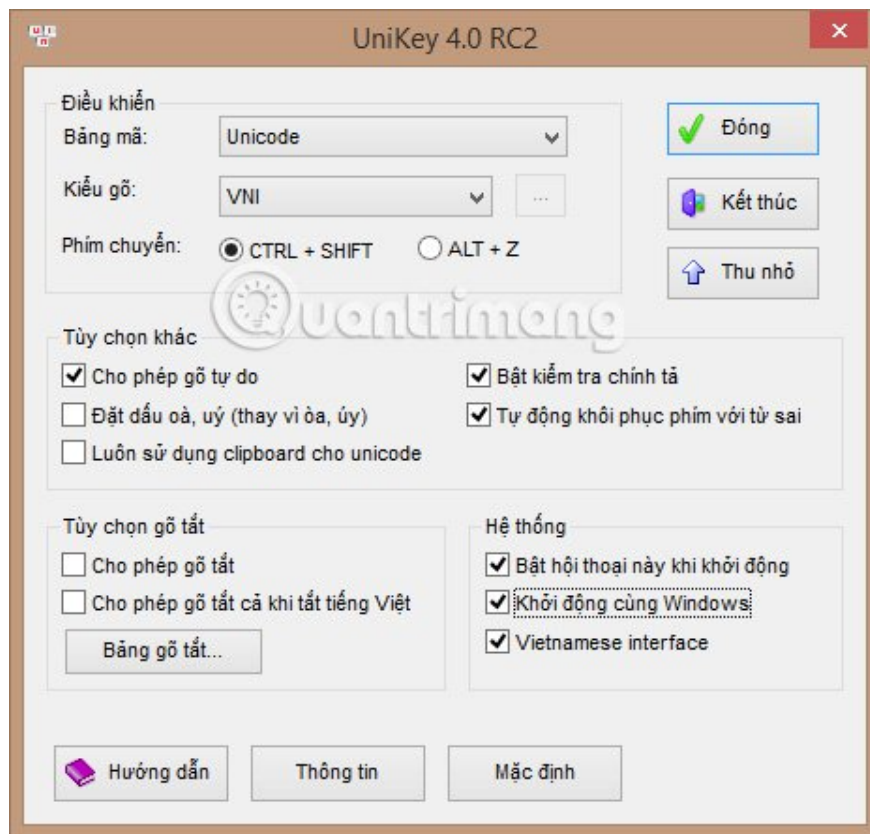 UniKey 4.0 RC2
Điều khiển
Bảng mã: Unicode
Đóng
Kiểu gõ: VNI ...
Kết thúc
Phím chuyển: CTRL + SHIFT ALT + Z
Thu nhỏ
Quantrimang
Tùy chọn khác
Cho phép gõ tự do
Bật kiểm tra chính tả
Đặt dấu oà, uý (thay vì òa, úy)
Tự động khôi phục phím với từ sai
Luôn sử dụng clipboard cho unicode
Tùy chọn gõ tắt
Cho phép gõ tắt
Cho phép gõ tắt cả khi tắt tiếng Việt
Bảng gõ tắt...
Hệ thống
Bật hội thoại này khi khởi động
Khởi động cùng Windows
Vietnamese interface
Hướng dẫn
Thông tin
Mặc định